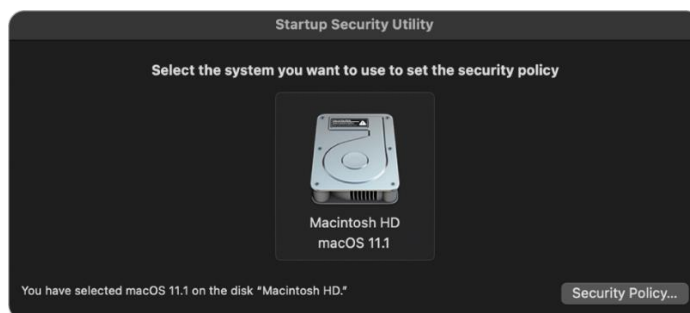 Startup Security Utility
Select the system you want to use to set the security policy
Macintosh HD
macOS 11.1
You have selected macOS 11.1 on the disk "Macintosh HD."
Security Policy...